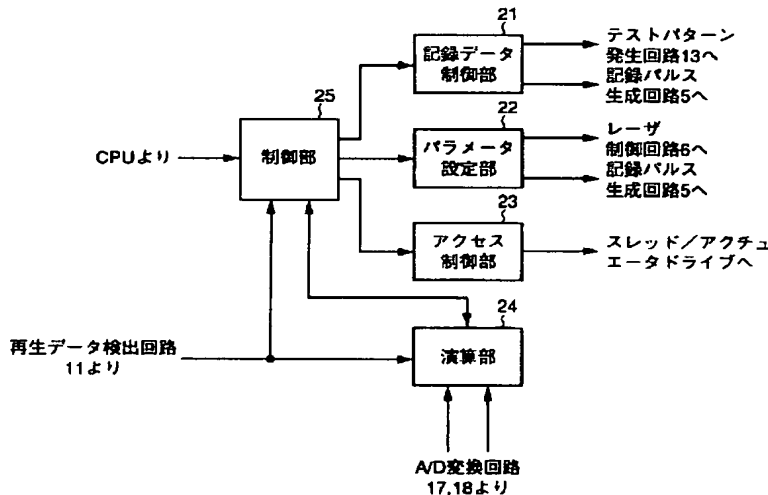 21
記録データ
制御部
テストパターン
発生回路13へ
記録パルス
生成回路5へ
25
制御部
CPUより
22
パラメータ
設定部
レーザ
制御回路6へ
記録パルス
生成回路5へ
23
アクセス
制御部
スレッド／アクチュ
エータドライブへ
24
演算部
再生データ検出回路
11より
A/D変換回路
17,18より